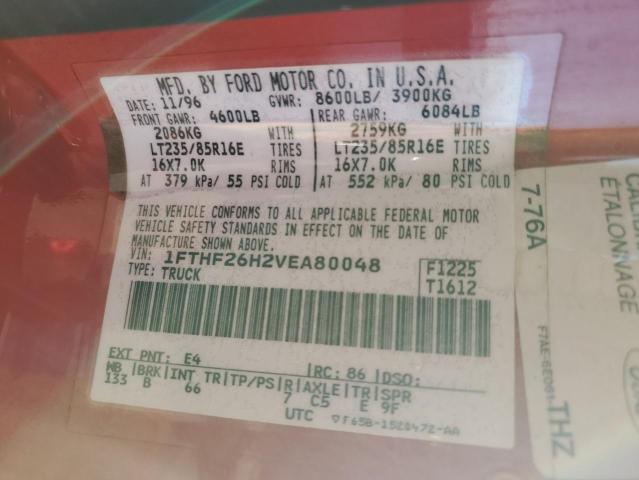 MFD. BY FORD MOTOR CO. IN U.S.A.
DATE: 11/96 GVWR: 8600LB/ 3900KG
FRONT GAWR: 4600LB REAR GAWR: 6084LB
2086KG WITH 2759KG WITH
LT235/85R16E TIRES LT235/85R16E TIRES
16X7.0K RIMS 16X7.0K RIMS
AT 379 kPa/ 55 PSI COLD AT 552 kPa/ 80 PSI COLD
THIS VEHICLE CONFORMS TO ALL APPLICABLE FEDERAL MOTOR
VEHICLE SAFETY STANDARDS IN EFFECT ON THE DATE OF
MANUFACTURE SHOWN ABOVE.
VIN: 1FTHF26H2VEA80048 F1225
TYPE: TRUCK T1612
EXT PNT: E4 RC: 86 DSO:
WB BRK INT TR TP/PS R AXLE TR SPR
133 B 66 7 C5 E 9F
UTC F65B-1520472-AA
7-76A
ÉTALONNAGE
THZ